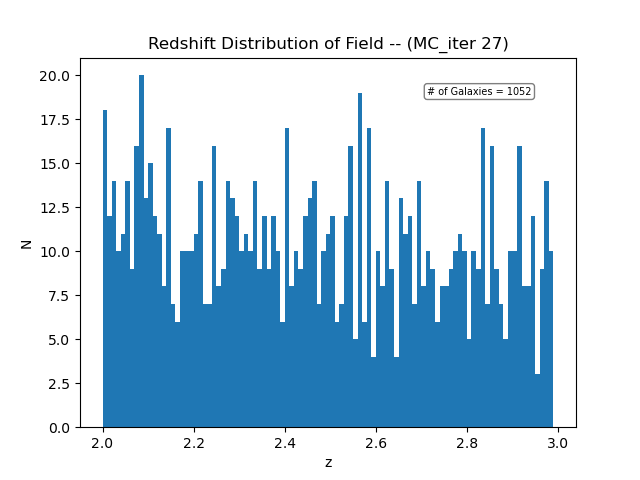 Redshift Distribution of Field -- (MC_iter 27)
# of Galaxies = 1052
20.0
17.5
15.0
12.5
10.0
7.5
5.0
2.5
0.0
N
2.0 2.2 2.4 2.6 2.8 3.0
z